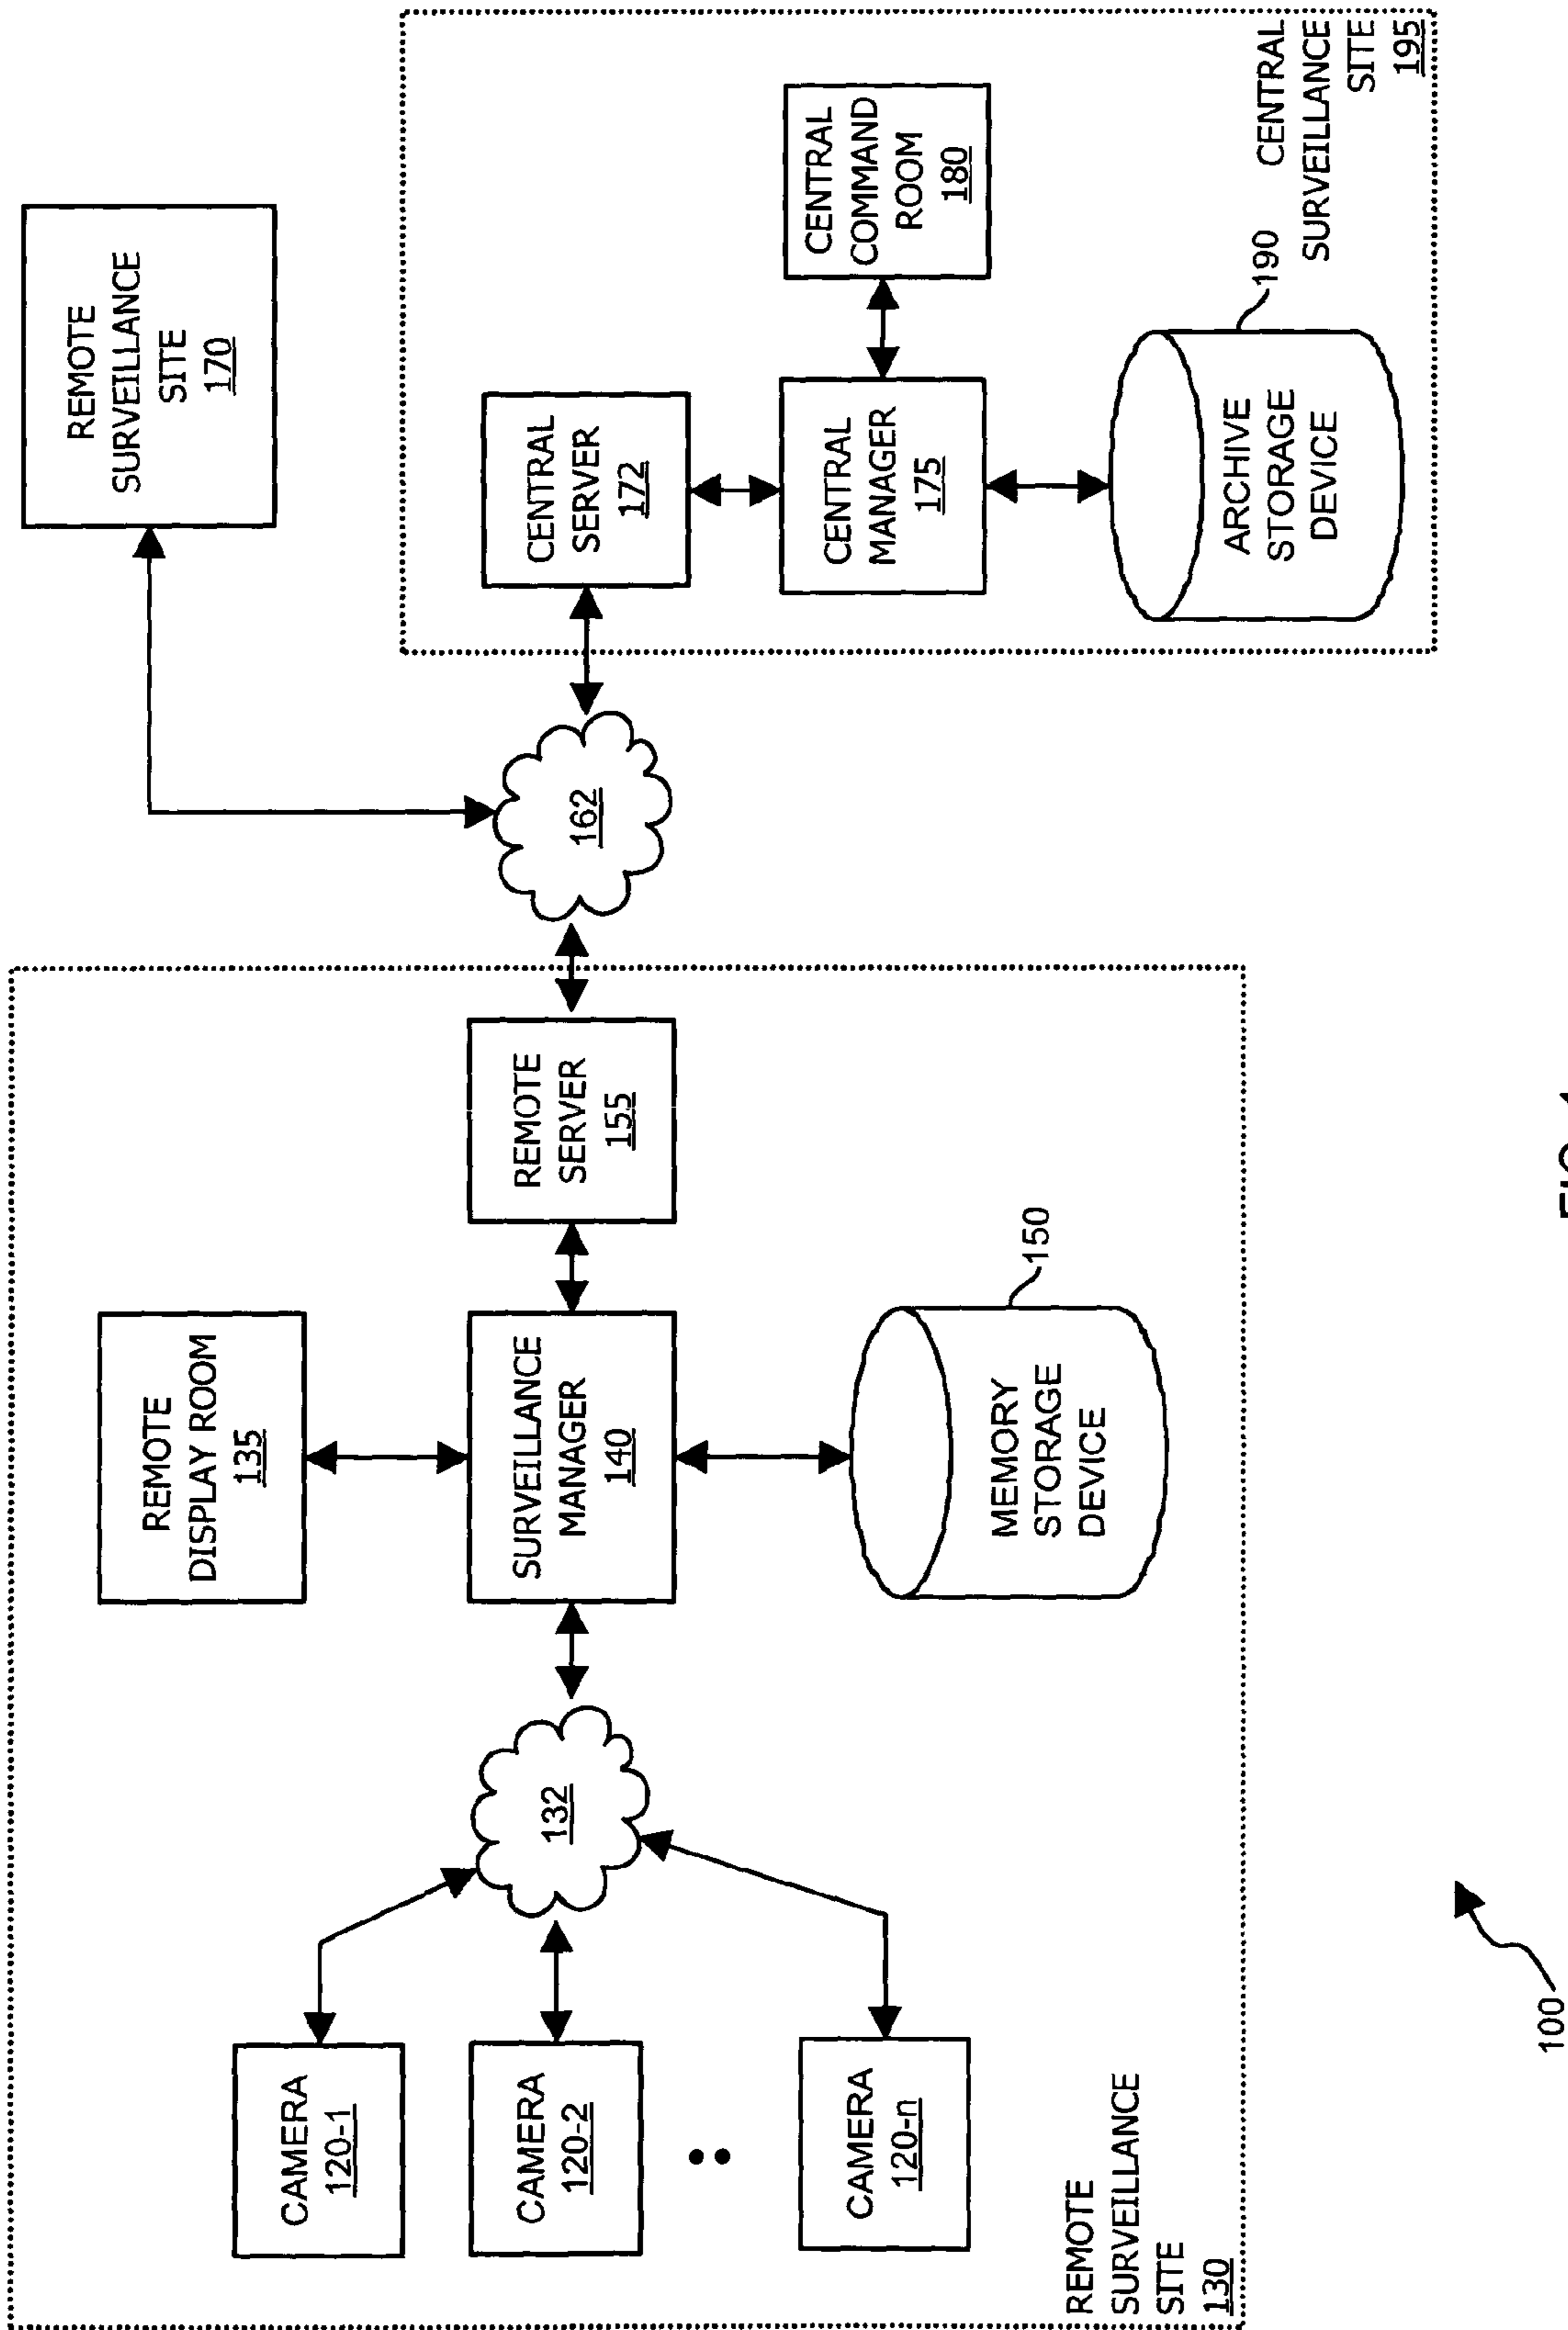 REMOTE
SURVEILLANCE
SITE
170
CAMERA
120-1
CAMERA
120-2
CAMERA
120-n
132
REMOTE
DISPLAY ROOM
135
SURVEILLANCE
MANAGER
140
MEMORY
STORAGE
DEVICE
150
REMOTE
SERVER
155
REMOTE
SURVEILLANCE
SITE
130
162
CENTRAL
SERVER
172
CENTRAL
MANAGER
175
CENTRAL
COMMAND
ROOM
180
ARCHIVE
STORAGE
DEVICE
190
CENTRAL
SURVEILLANCE
SITE
195
100